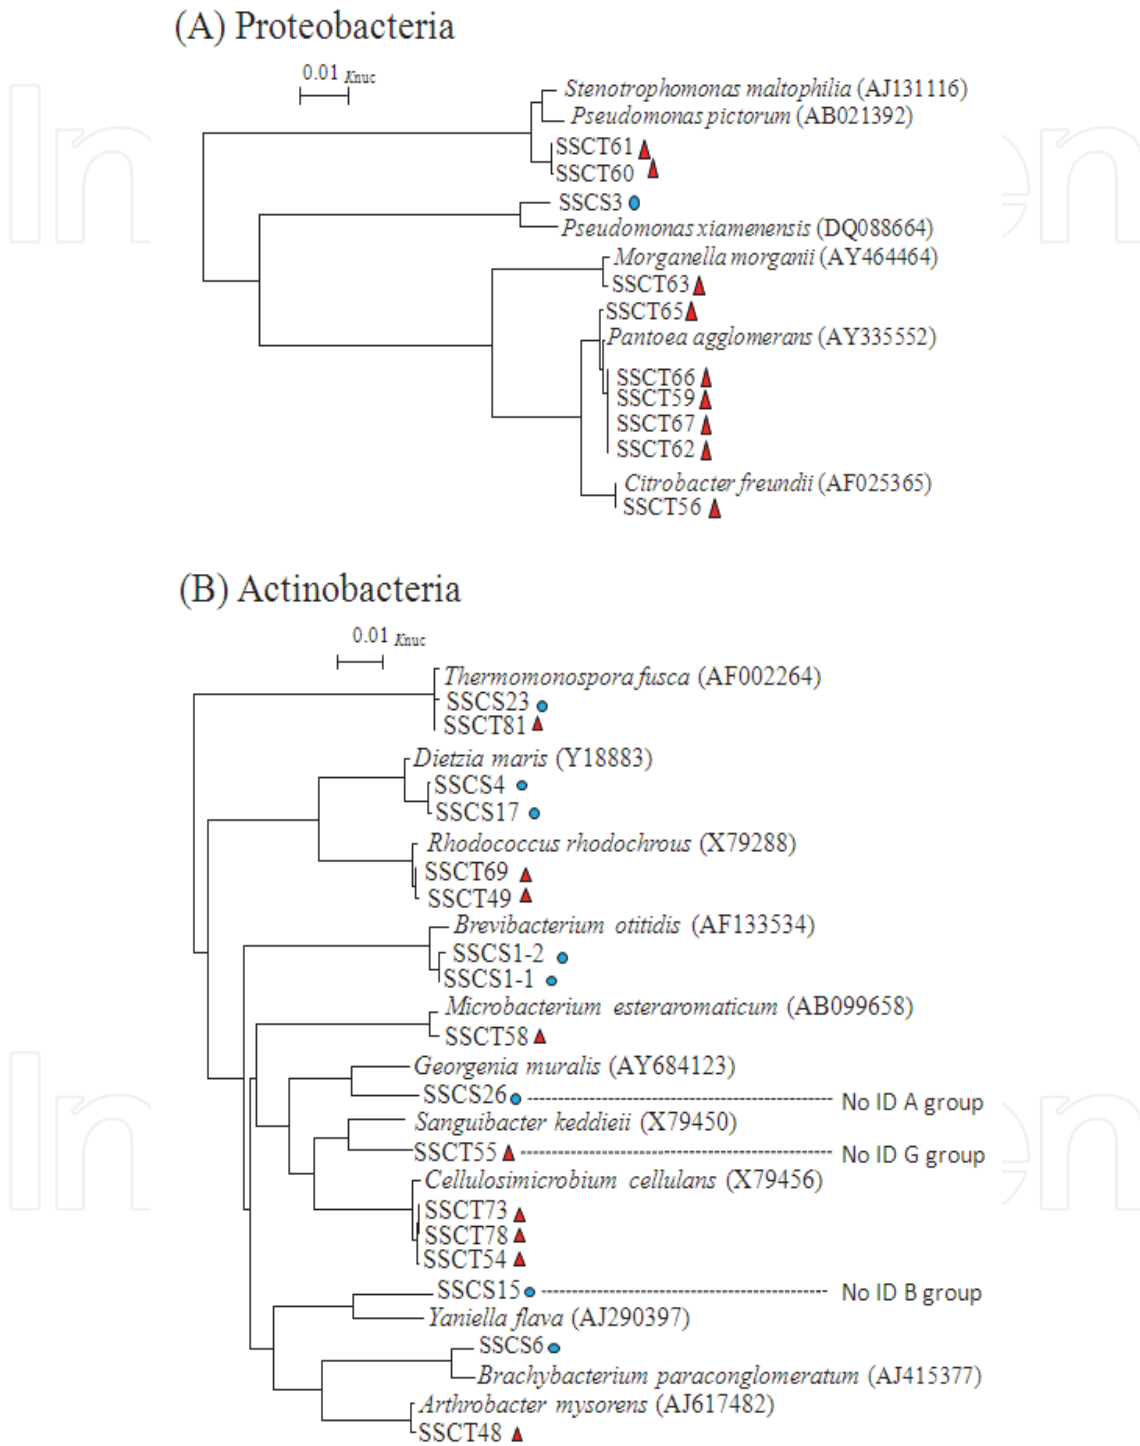 (A) Proteobacteria
0.01 Knuc
Stenotrophomonas maltophilia (AJ131116)
Pseudomonas pictorum (AB021392)
SSCT61
SSCT60
SSCS3
Pseudomonas xiamenensis (DQ088664)
Morganella morganii (AY464464)
SSCT63
SSCT65
Pantoea agglomerans (AY335552)
SSCT66
SSCT59
SSCT67
SSCT62
Citrobacter freundii (AF025365)
SSCT56
(B) Actinobacteria
0.01 Knuc
Thermomonospora fusca (AF002264)
SSCS23
SSCT81
Dietzia maris (Y18883)
SSCS4
SSCS17
Rhodococcus rhodochrous (X79288)
SSCT69
SSCT49
Brevibacterium otitidis (AF133534)
SSCS1-2
SSCS1-1
Microbacterium esteraromaticum (AB099658)
SSCT58
Georgenia muralis (AY684123)
SSCS26 No ID A group
Sanguibacter keddieii (X79450)
SSCT55 No ID G group
Cellulosimicrobium cellulans (X79456)
SSCT73
SSCT78
SSCT54
SSCS15 No ID B group
Yaniella flava (AJ290397)
SSCS6
Brachybacterium paraconglomeratum (AJ415377)
Arthrobacter mysorens (AJ617482)
SSCT48